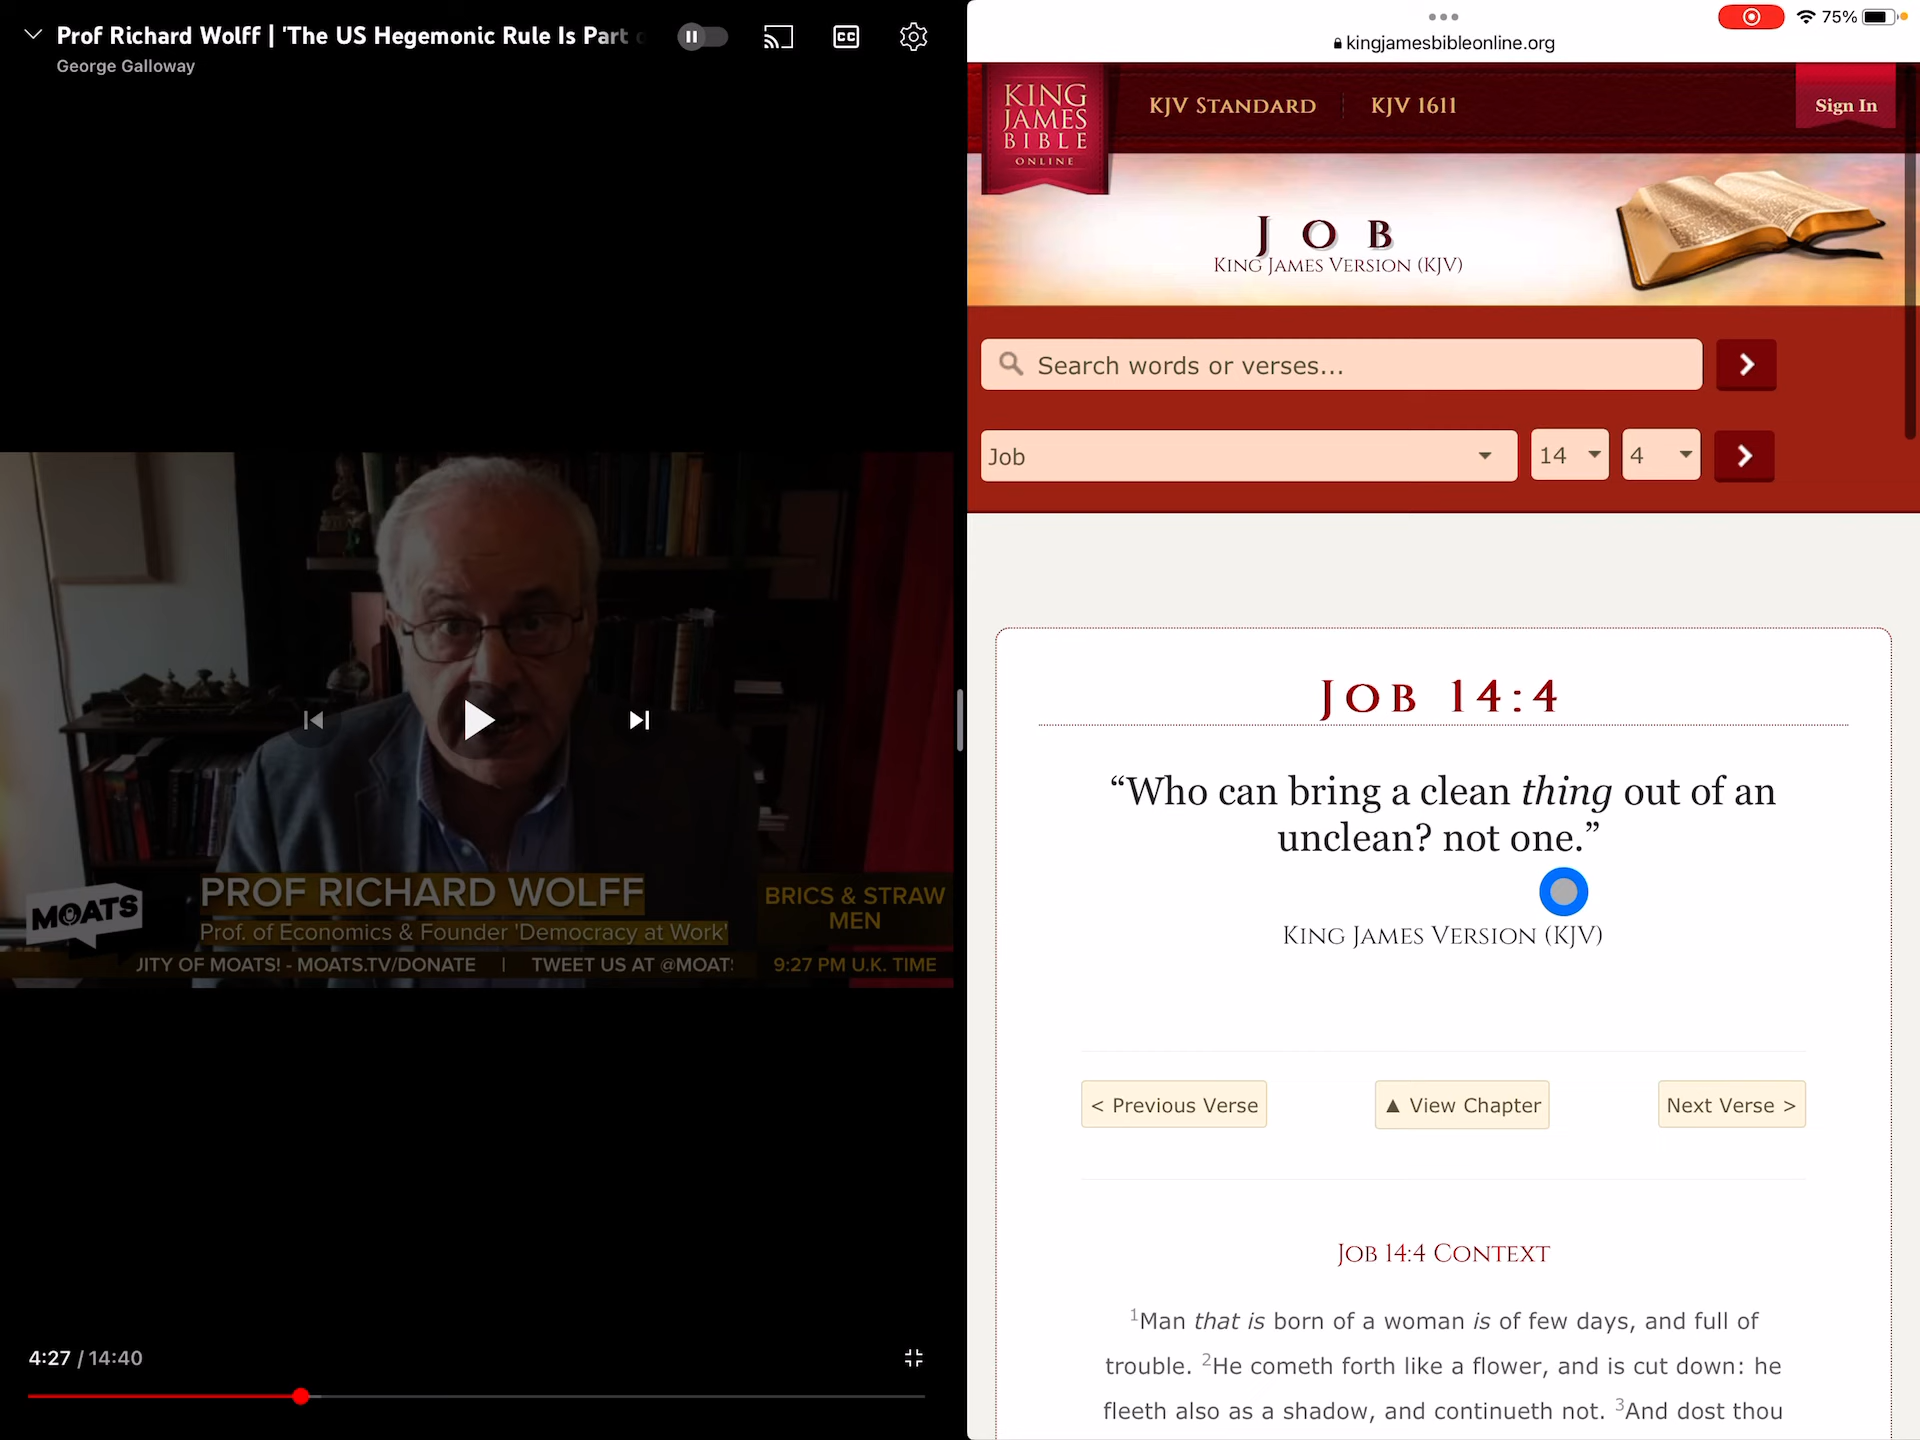 Prof Richard Wolff | 'The US Hegemonic Rule Is Part
George Galloway
CC
MOATS
PROF RICHARD WOLFF
Prof. of Economics & Founder 'Democracy at Work'
BRICS & STRAW
MEN
JITY OF MOATS! - MOATS.TV/DONATE | TWEET US AT @MOATS
9:27 PM U.K. TIME
4:27 / 14:40
75%
kingjamesbibleonline.org
KING
JAMES
BIBLE
ONLINE
KJV STANDARD
KJV 1611
Sign In
JOB
KING JAMES VERSION (KJV)
Search words or verses...
Job
14
4
JOB 14:4
“Who can bring a clean thing out of an
unclean? not one.”
KING JAMES VERSION (KJV)
< Previous Verse
▲ View Chapter
Next Verse >
JOB 14:4 CONTEXT
1Man that is born of a woman is of few days, and full of
trouble. 2He cometh forth like a flower, and is cut down: he
fleeth also as a shadow, and continueth not. 3And dost thou